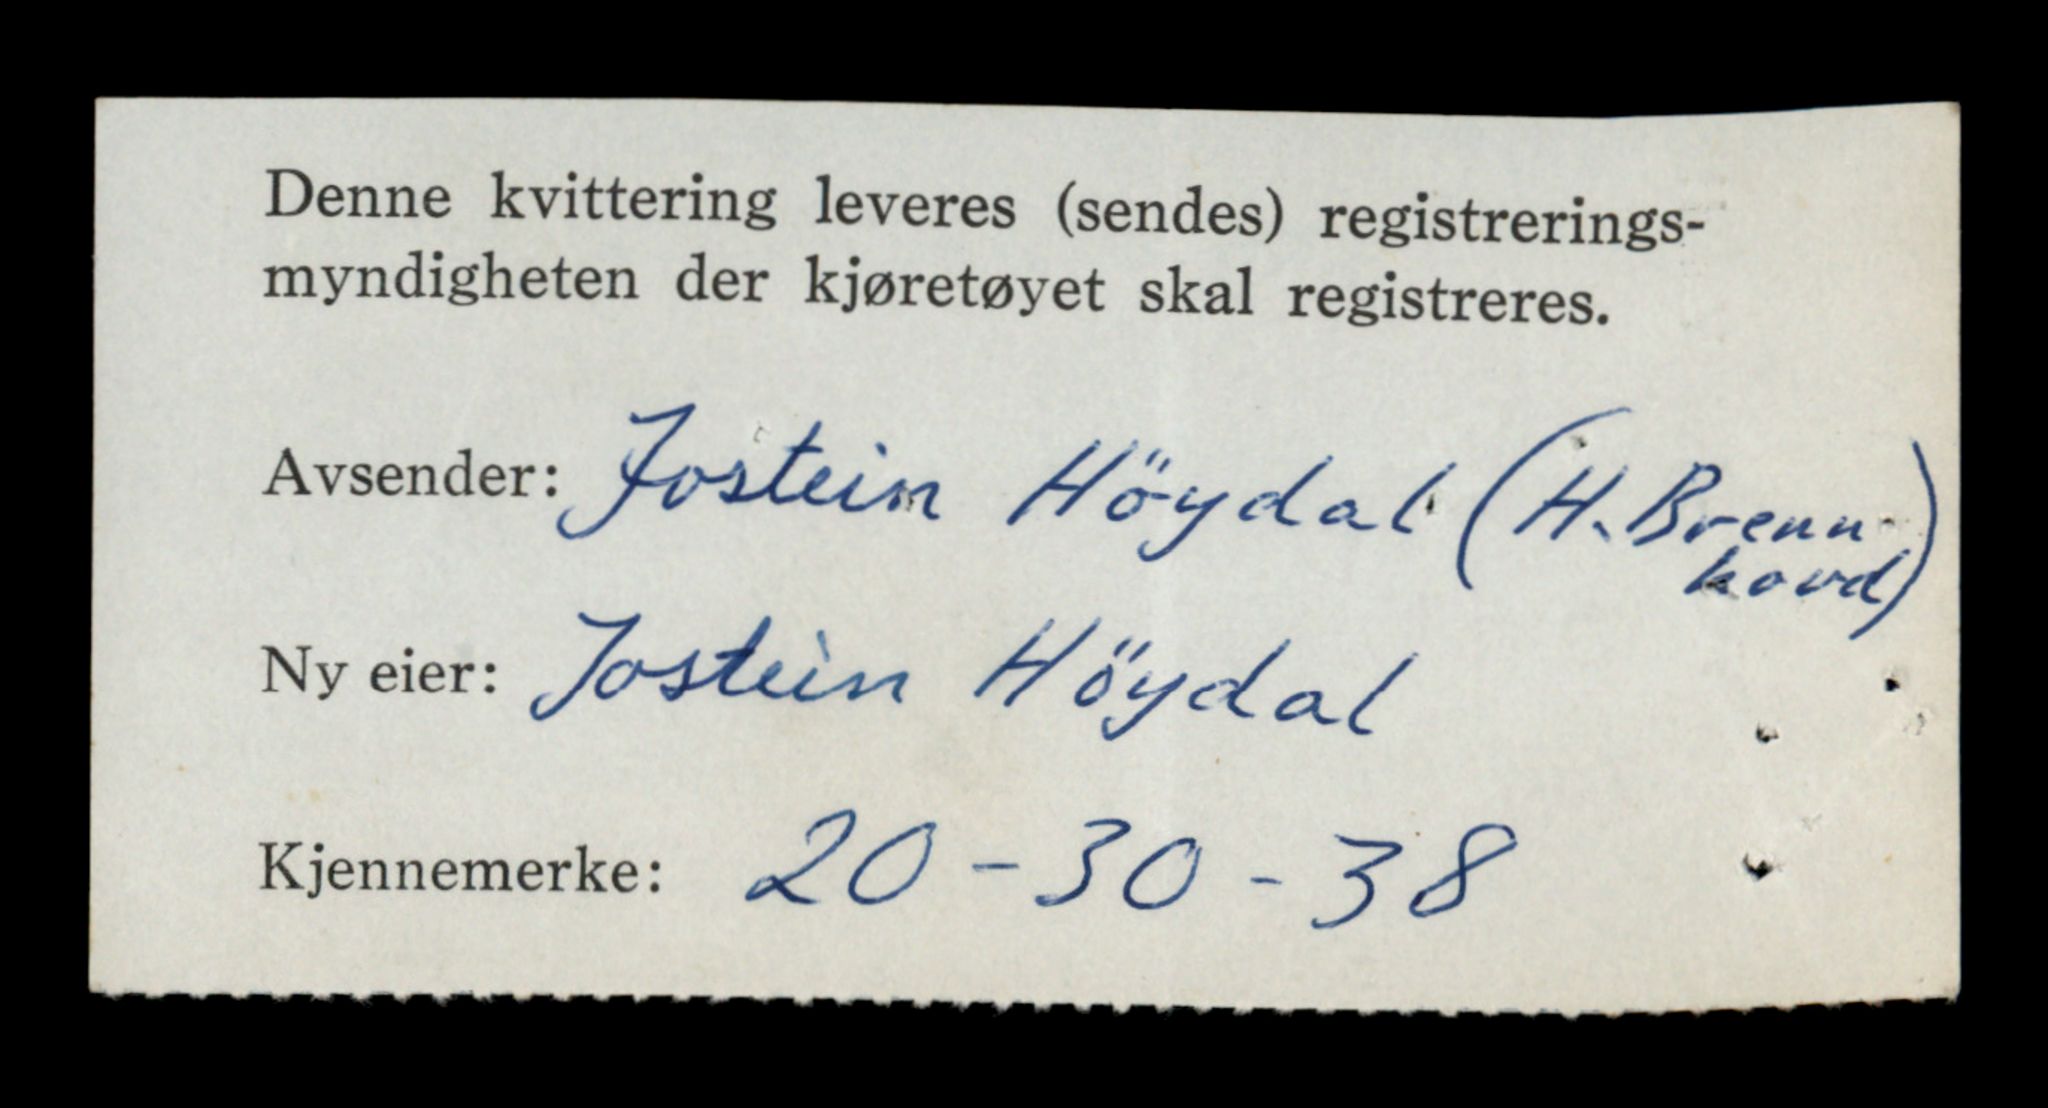 Denne kvittering leveres (sendes) registrerings-
myndigheten der kjøretøyet skal registreres.
Avsender: Jostein Höydal (H. Brenn-
hovd)
Ny eier: Jostein Höydal
Kjennemerke: 20-30-38